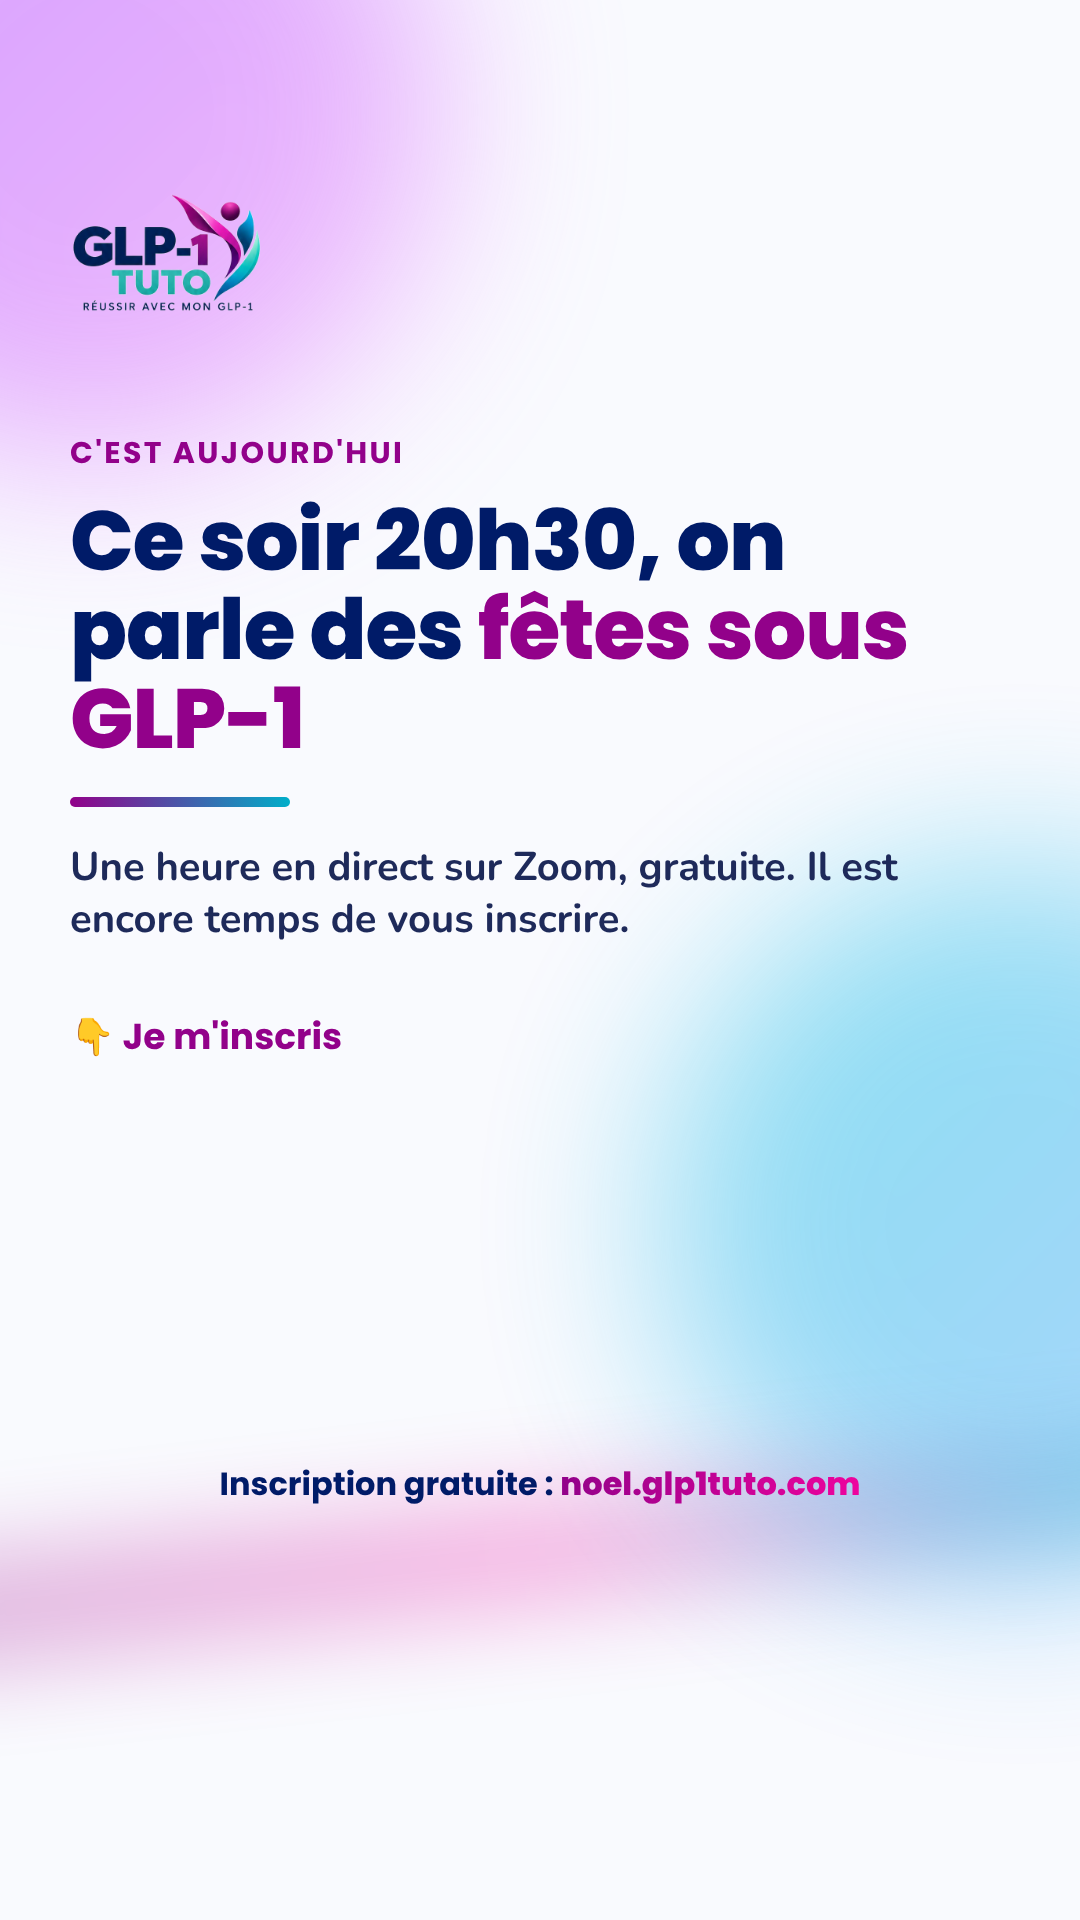 GLP-1
TUTO
RÉUSSIR AVEC MON GLP-1
C'EST AUJOURD'HUI
Ce soir 20h30, on
parle des fêtes sous
GLP-1
Une heure en direct sur Zoom, gratuite. Il est
encore temps de vous inscrire.
👇 Je m'inscris
Inscription gratuite : noel.glp1tuto.com